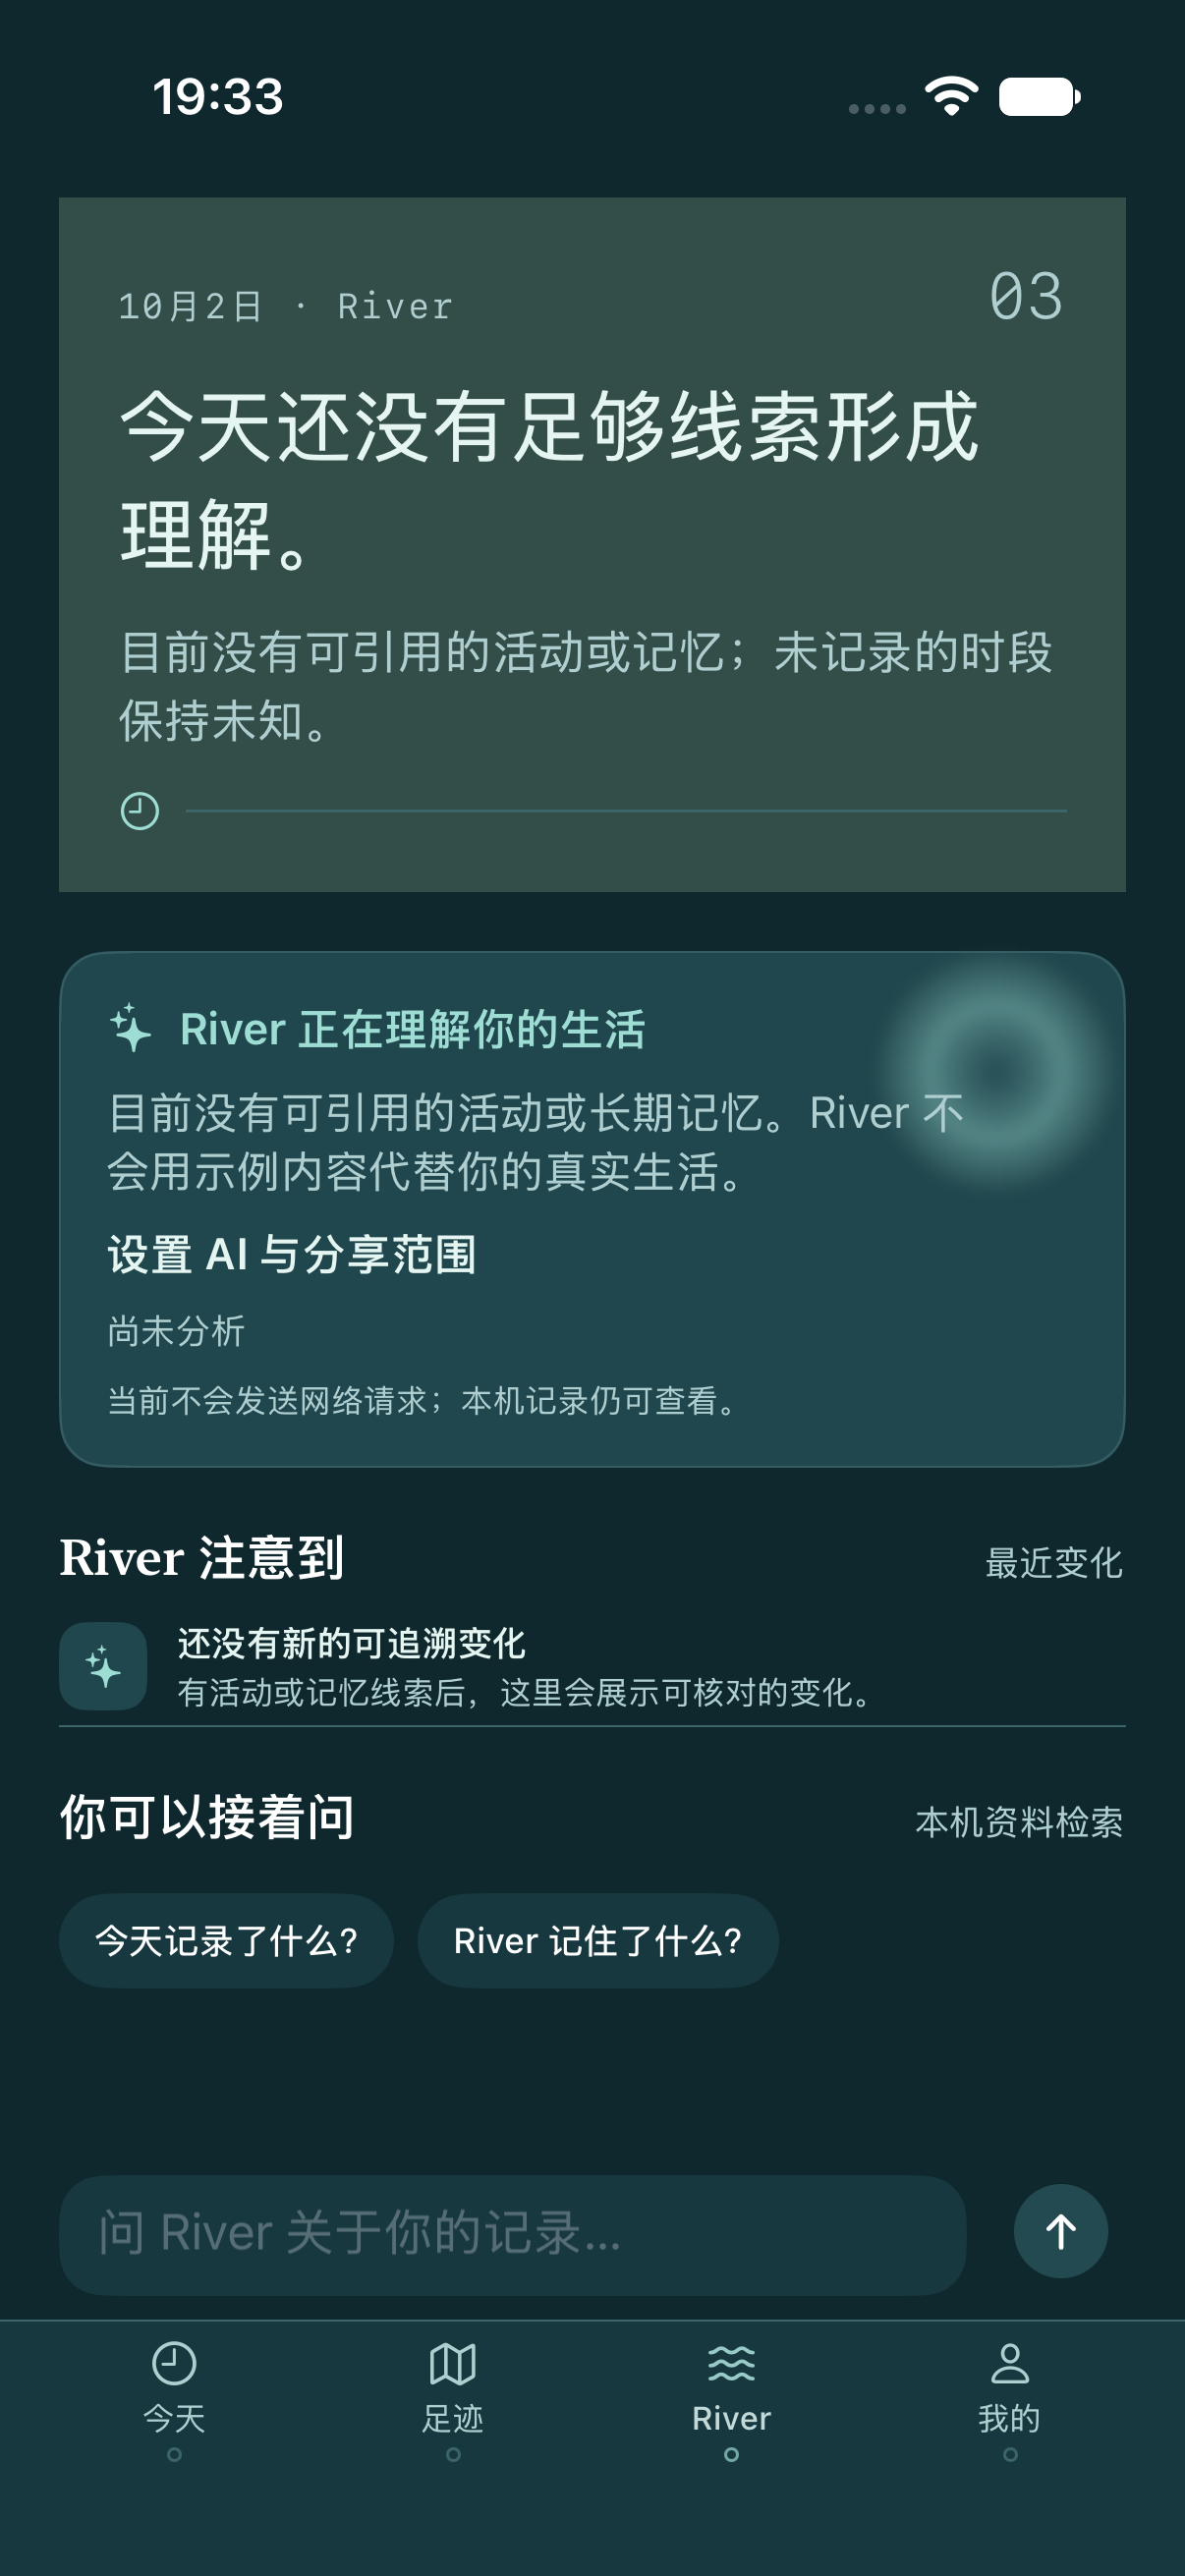 19:33
10月2日 · River
03
今天还没有足够线索形成
理解。
目前没有可引用的活动或记忆；未记录的时段
保持未知。
River 正在理解你的生活
目前没有可引用的活动或长期记忆。River 不
会用示例内容代替你的真实生活。
设置 AI 与分享范围
尚未分析
当前不会发送网络请求；本机记录仍可查看。
River 注意到
最近变化
还没有新的可追溯变化
有活动或记忆线索后，这里会展示可核对的变化。
你可以接着问
本机资料检索
今天记录了什么？
River 记住了什么？
问 River 关于你的记录...
今天
足迹
River
我的